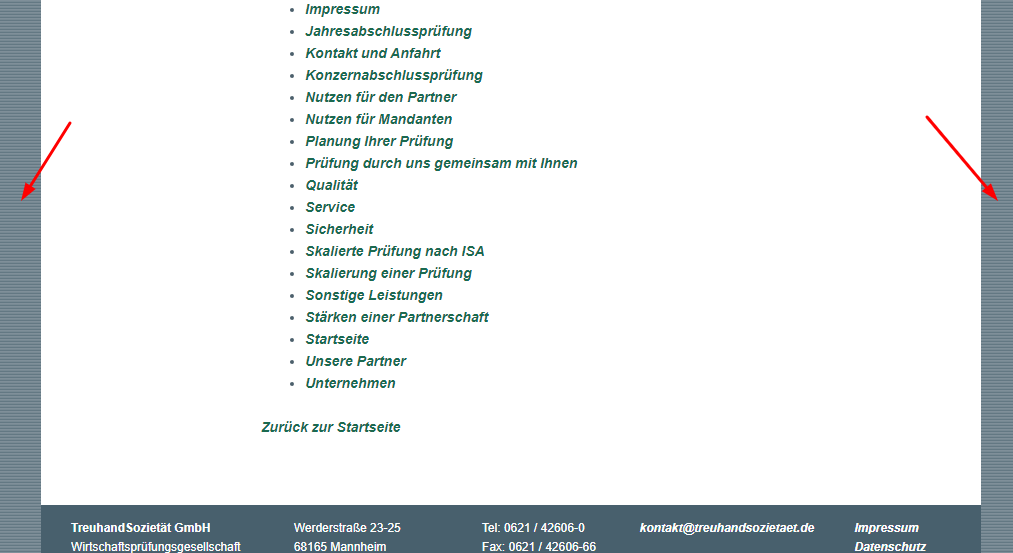 Impressum
Jahresabschlussprüfung
Kontakt und Anfahrt
Konzernabschlussprüfung
Nutzen für den Partner
Nutzen für Mandanten
Planung Ihrer Prüfung
Prüfung durch uns gemeinsam mit Ihnen
Qualität
Service
Sicherheit
Skalierte Prüfung nach ISA
Skalierung einer Prüfung
Sonstige Leistungen
Stärken einer Partnerschaft
Startseite
Unsere Partner
Unternehmen
Zurück zur Startseite
TreuhandSozietät GmbH Werderstraße 23-25 Tel: 0621 / 42606-0 kontakt@treuhandsozietaet.de Impressum
Wirtschaftsprüfungsgesellschaft 68165 Mannheim Fax: 0621 / 42606-66 Datenschutz